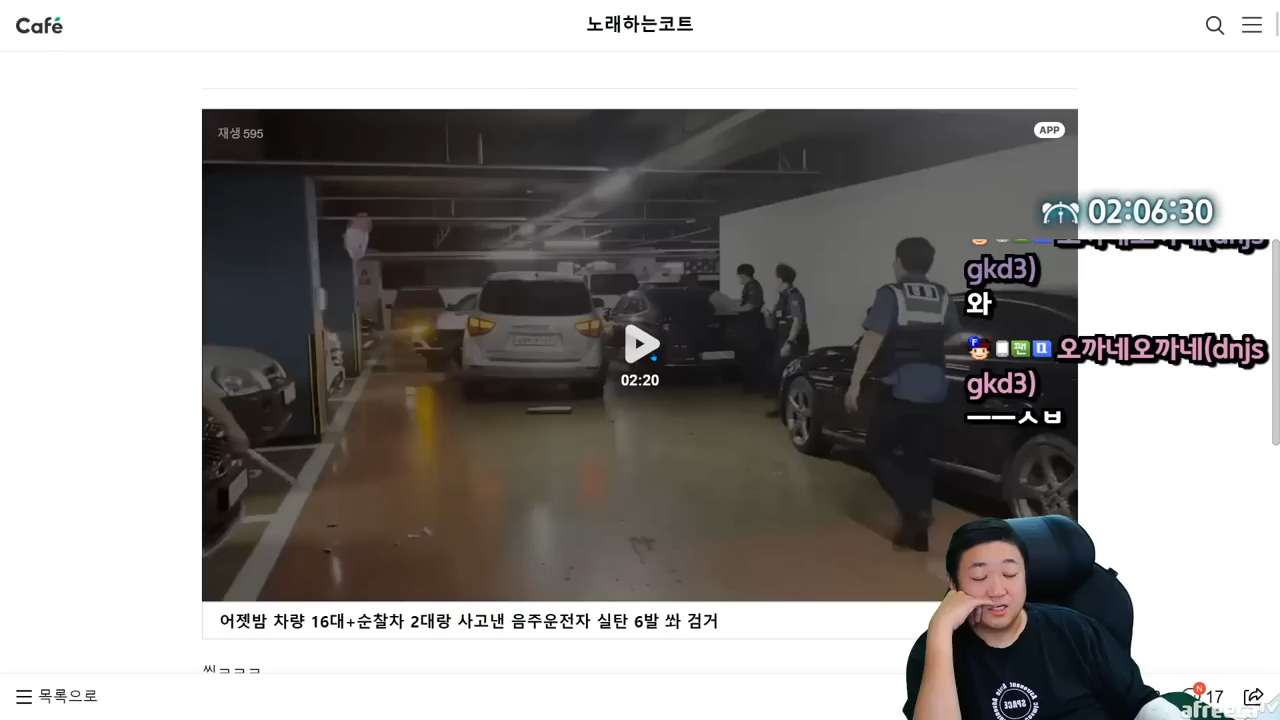 Café
노래하는코트
재생 595
APP
02:06:30
gkd3)
와
오까네오까네(dnjs
gkd3)
ㅡㅡㅅㅂ
02:20
어젯밤 차량 16대+순찰차 2대랑 사고낸 음주운전자 실탄 6발 쏴 검거
목록으로
SPACE
N
17
afreecaTV